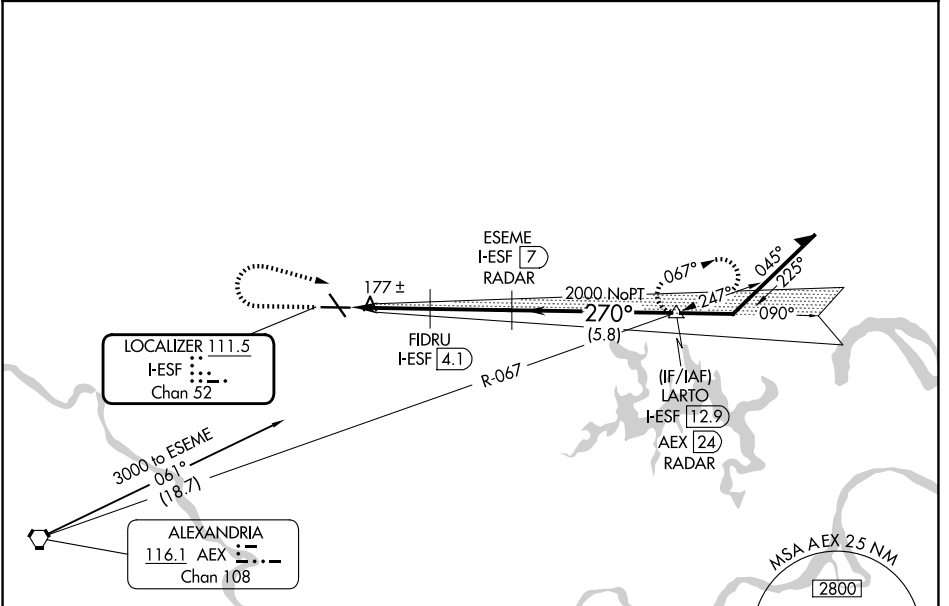 ESEME
I-ESF 7
RADAR
067°
045°
225°
247°
177 ±
2000 NoPT
270°
(5.8)
090°
LOCALIZER 111.5
I-ESF
Chan 52
FIDRU
I-ESF 4.1
R-067
(IF/IAF)
LARTO
I-ESF 12.9
AEX 24
RADAR
3000 to ESEME
061°
(18.7)
ALEXANDRIA
116.1 AEX
Chan 108
MSA AEX 25 NM
2800